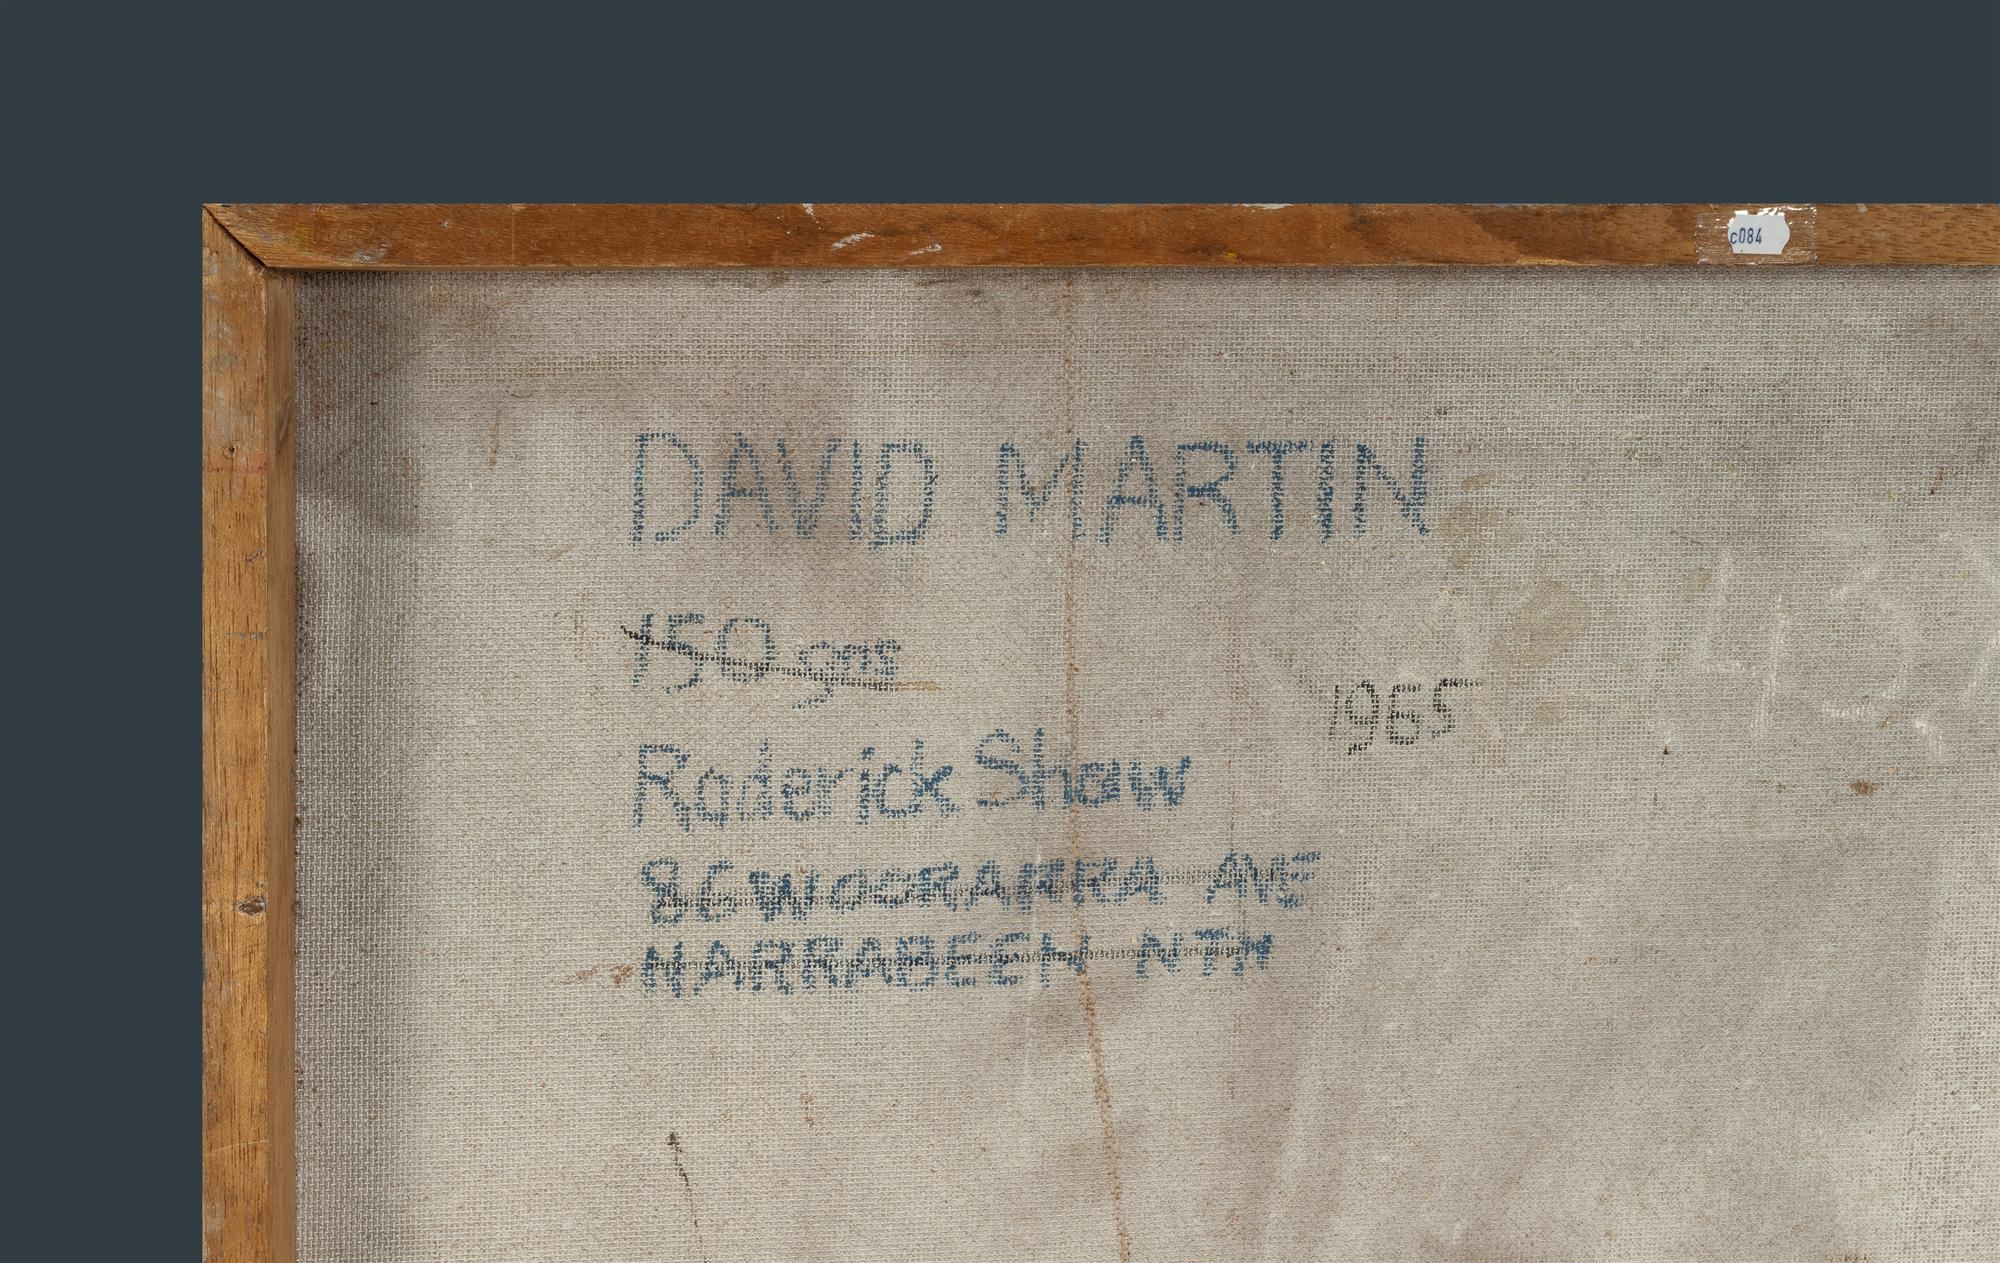 c084
DAVID MARTIN
150 gns
1965
Roderick Shaw
86 WOORARRA AVE
NARRABEEN NTH